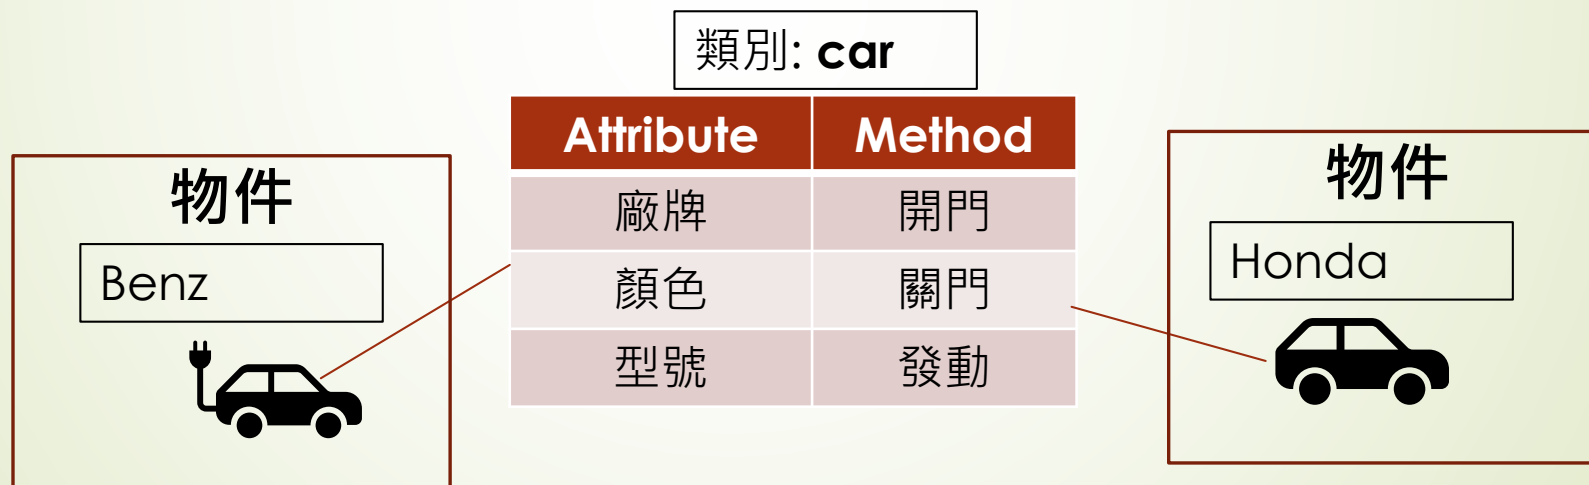 類別: car
物件
Benz
Attribute Method
廠牌 開門
顏色 關門
型號 發動
物件
Honda